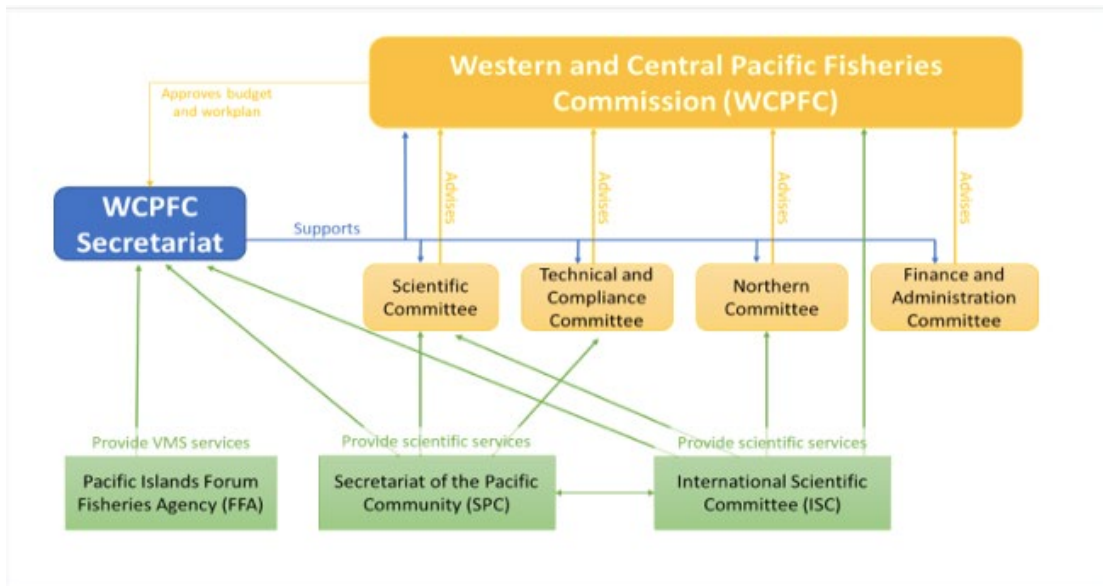 Western and Central Pacific Fisheries
Commission (WCPFC)
Approves budget
and workplan
WCPFC
Secretariat
Supports
Advises
Advises
Advises
Advises
Scientific
Committee
Technical and
Compliance
Committee
Northern
Committee
Finance and
Administration
Committee
Provide VMS services
Provide scientific services
Provide scientific services
Pacific Islands Forum
Fisheries Agency (FFA)
Secretariat of the Pacific
Community (SPC)
International Scientific
Committee (ISC)